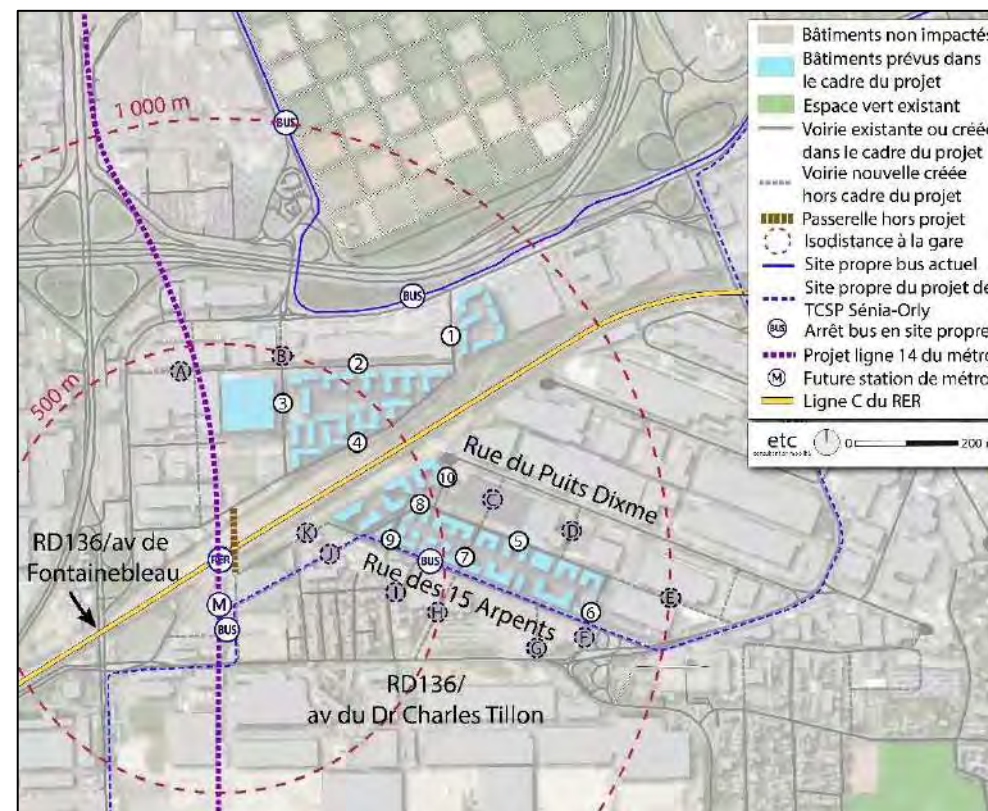 Bâtiments non impactés
Bâtiments prévus dans
le cadre du projet
Espace vert existant
Voirie existante ou créée
dans le cadre du projet
Voirie nouvelle créée
hors cadre du projet
Passerelle hors projet
Isodistance à la gare
Site propre bus actuel
Site propre du projet de
TCSP Sénia-Orly
BUS Arrêt bus en site propre
Projet ligne 14 du métro
M Future station de métro
Ligne C du RER
etc
0 200 m
1 000 m
BUS
BUS
1
B
2
A
500 m
3
4
Rue du Puits Dixme
10
C
8
D
K
9
5
J
BUS
7
RER
RD136/av de
Fontainebleau
Rue des 15 Arpents
I
E
M
H
6
BUS
F
G
RD136/
av du Dr Charles Tillon